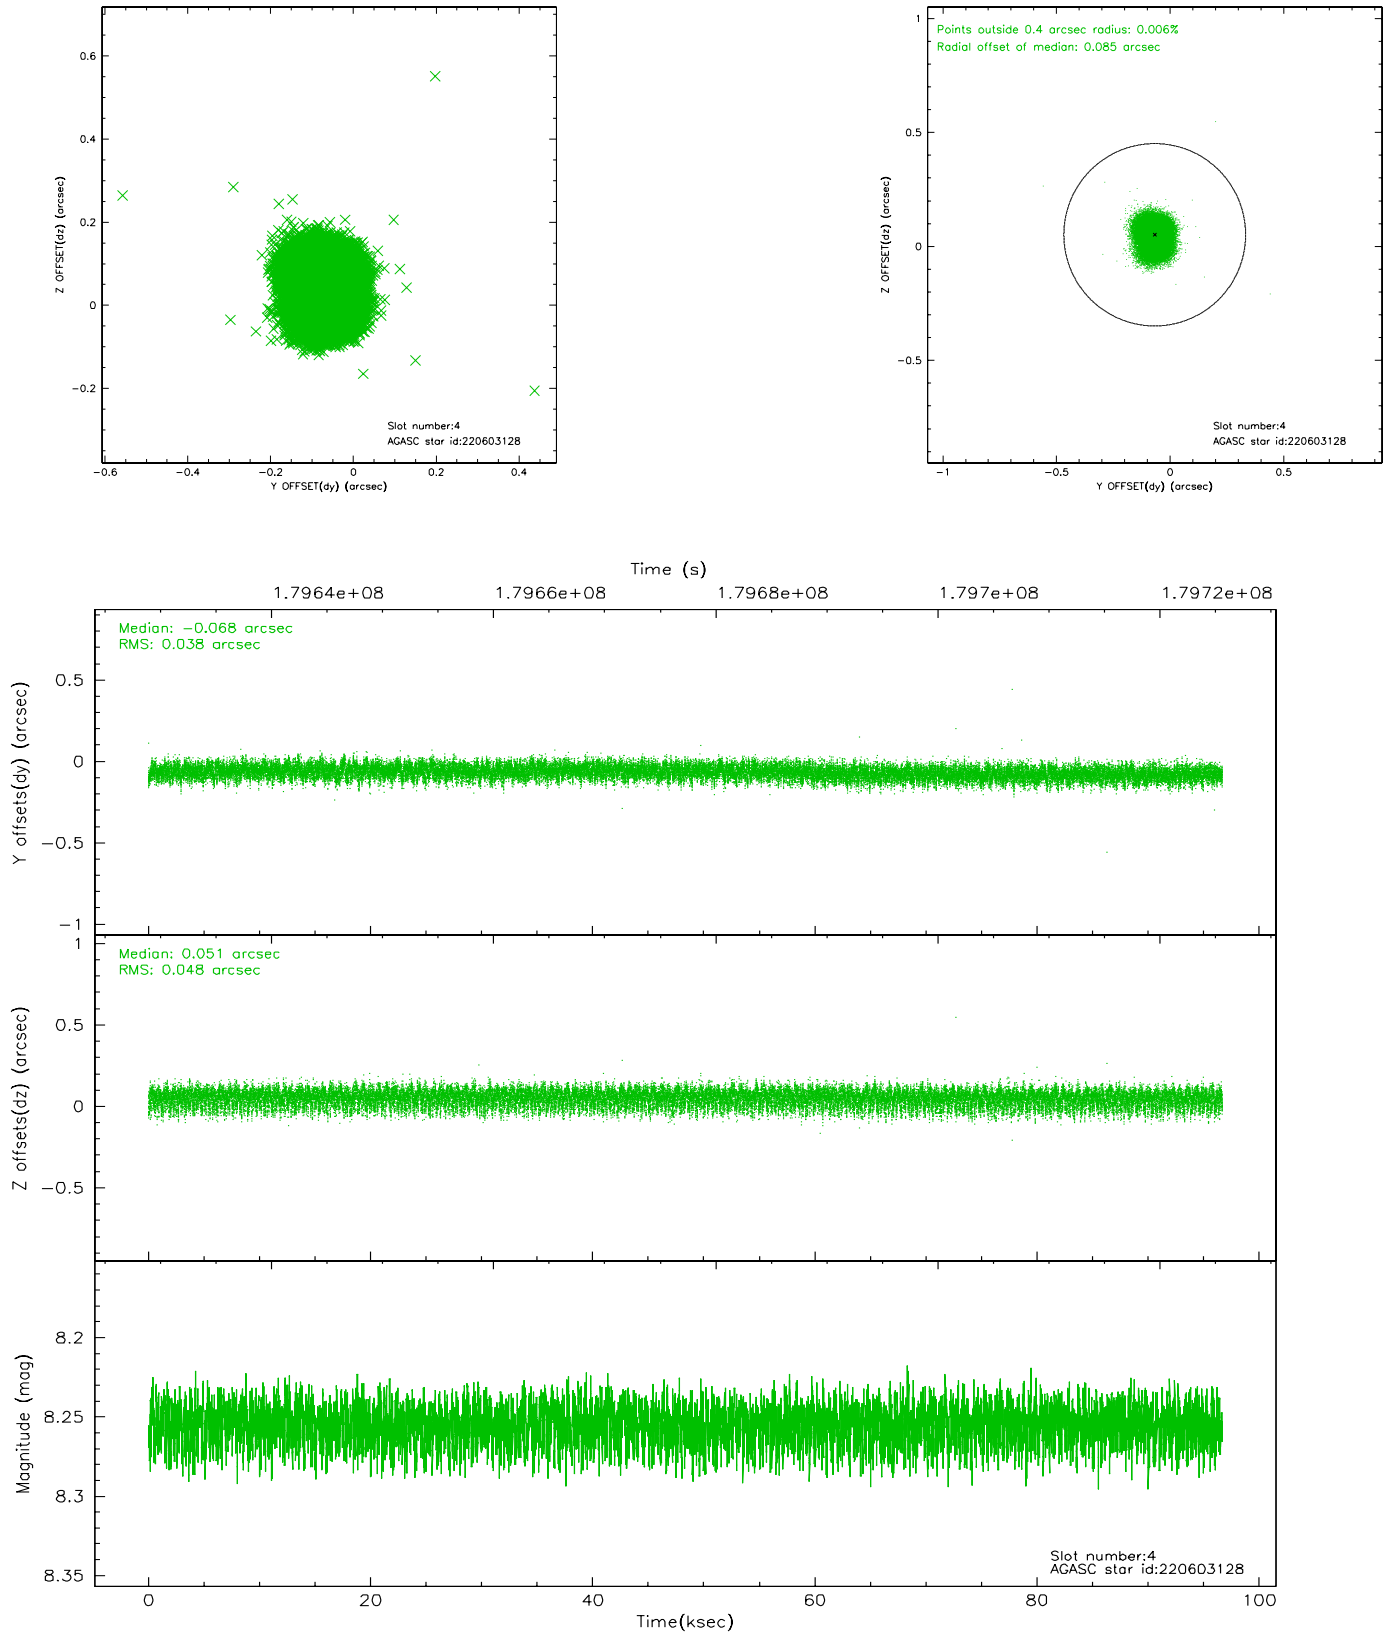 0.6
0.4
0.2
0
−0.2
Z OFFSET(dz) (arcsec)
Slot number:4
AGASC star id:220603128
−0.6 −0.4 −0.2 0 0.2 0.4
Y OFFSET(dy) (arcsec)
Points outside 0.4 arcsec radius: 0.006%
Radial offset of median: 0.085 arcsec
1
0.5
0
−0.5
Z OFFSET(dz) (arcsec)
Slot number:4
AGASC star id:220603128
−1 −0.5 0 0.5
Y OFFSET(dy) (arcsec)
Time (s)
1.7964e+08 1.7966e+08 1.7968e+08 1.797e+08 1.7972e+08
Median: −0.068 arcsec
RMS: 0.038 arcsec
0.5
0
−0.5
−1
Y offsets(dy) (arcsec)
Median: 0.051 arcsec
RMS: 0.048 arcsec
1
0.5
0
−0.5
Z offsets(dz) (arcsec)
8.2
8.25
8.3
8.35
Magnitude (mag)
Slot number:4
AGASC star id:220603128
0 20 40 60 80 100
Time(ksec)